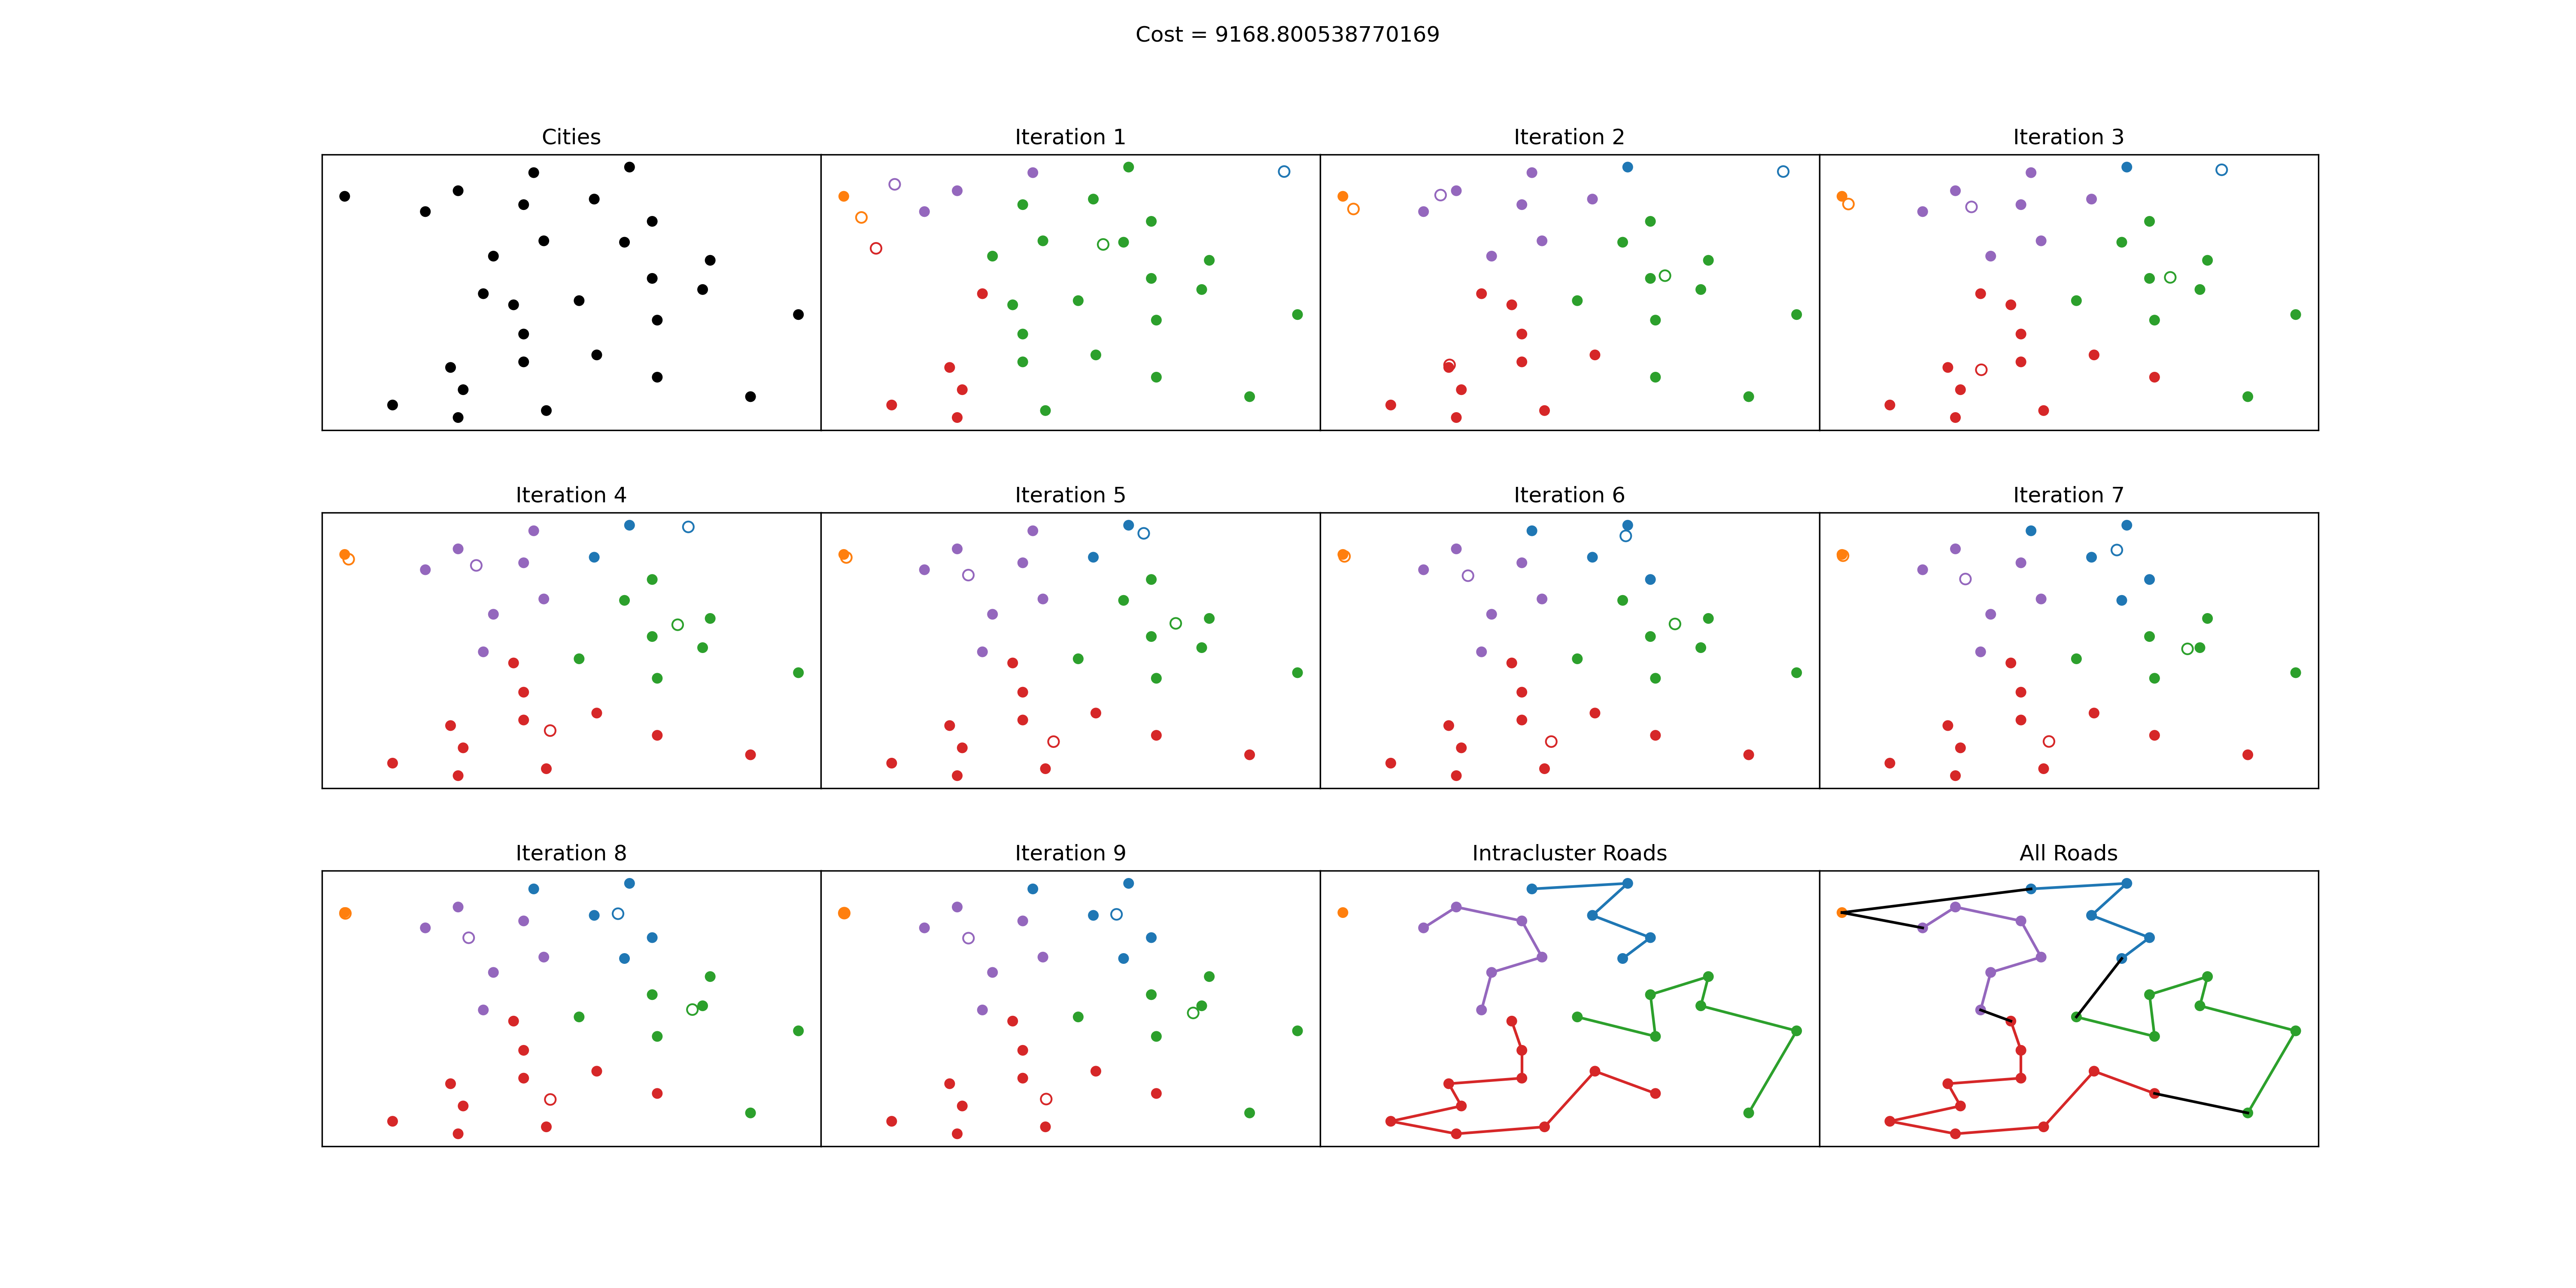 Cost = 9168.800538770169
Cities
Iteration 1
Iteration 2
Iteration 3
Iteration 4
Iteration 5
Iteration 6
Iteration 7
Iteration 8
Iteration 9
Intracluster Roads
All Roads